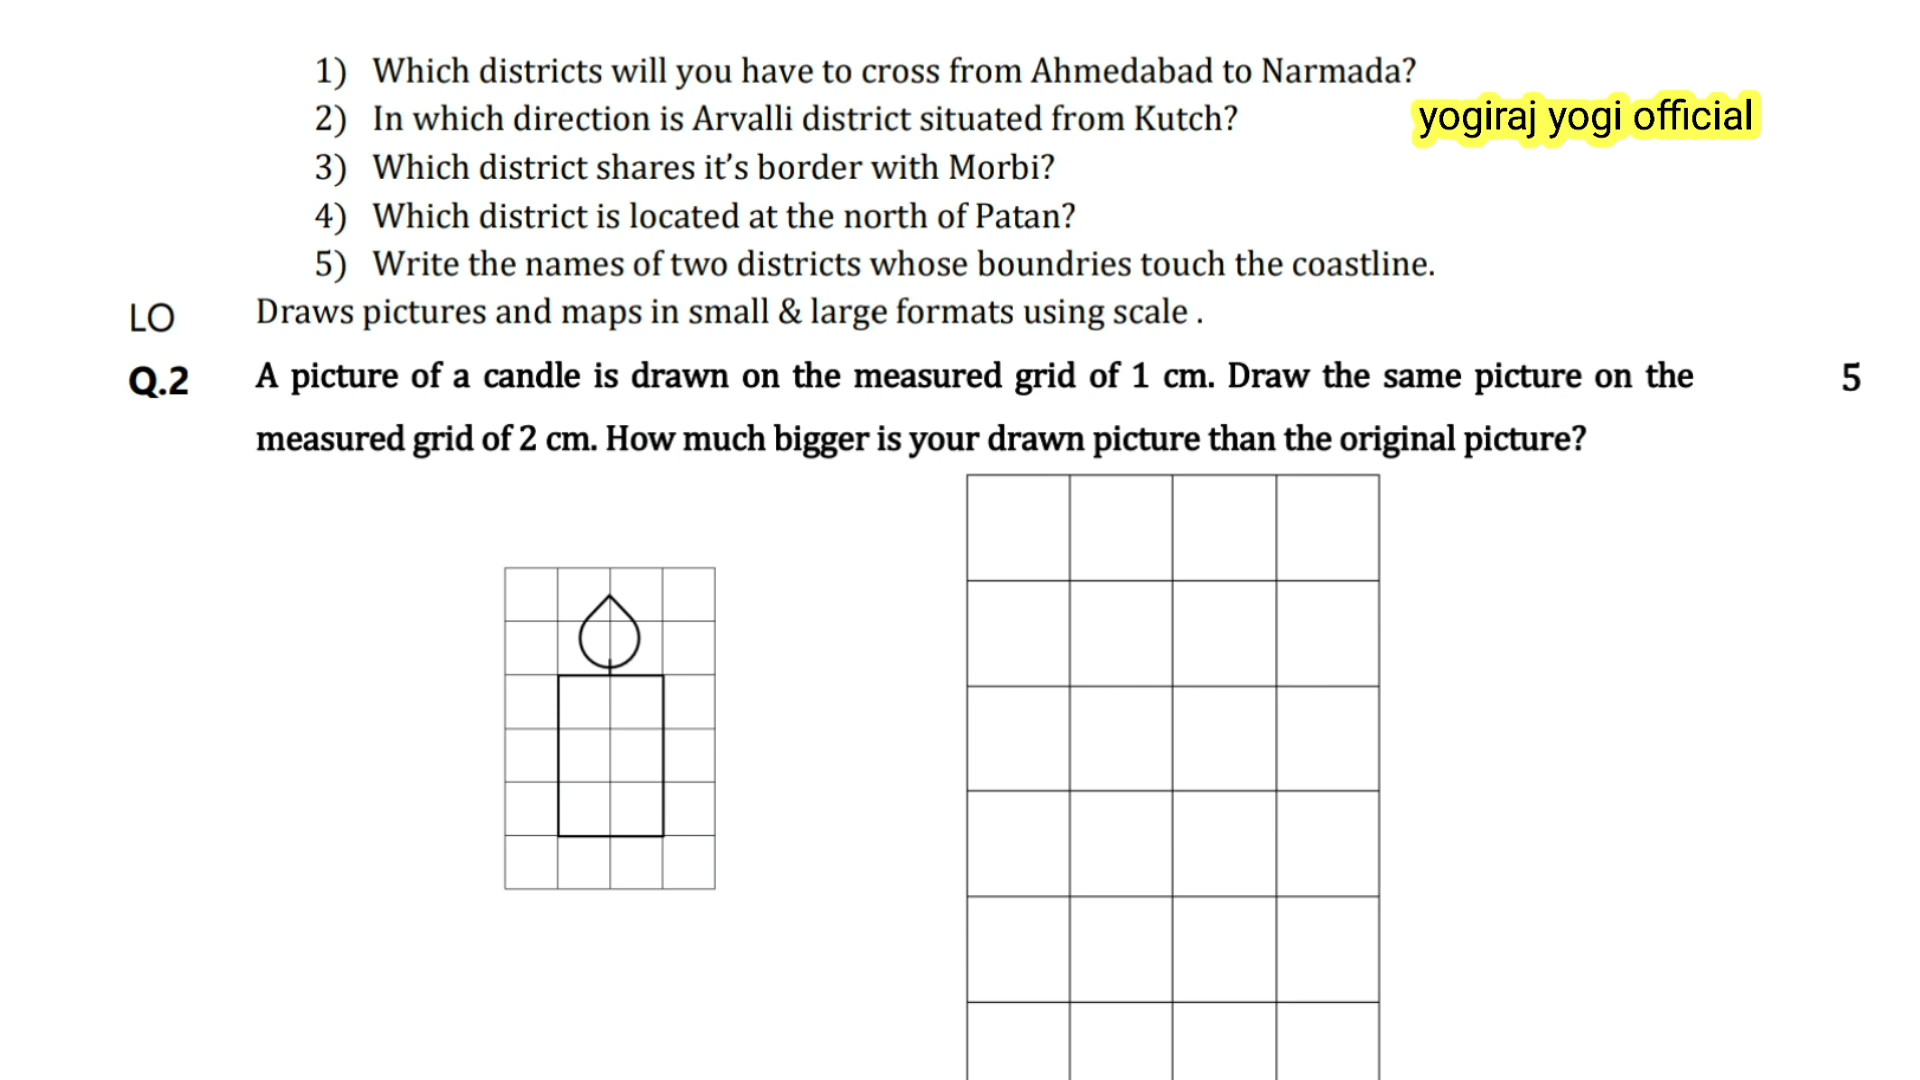 1) Which districts will you have to cross from Ahmedabad to Narmada?
2) In which direction is Arvalli district situated from Kutch?
yogiraj yogi official
3) Which district shares it’s border with Morbi?
4) Which district is located at the north of Patan?
5) Write the names of two districts whose boundries touch the coastline.
LO Draws pictures and maps in small & large formats using scale .
Q.2 A picture of a candle is drawn on the measured grid of 1 cm. Draw the same picture on the 5
measured grid of 2 cm. How much bigger is your drawn picture than the original picture?